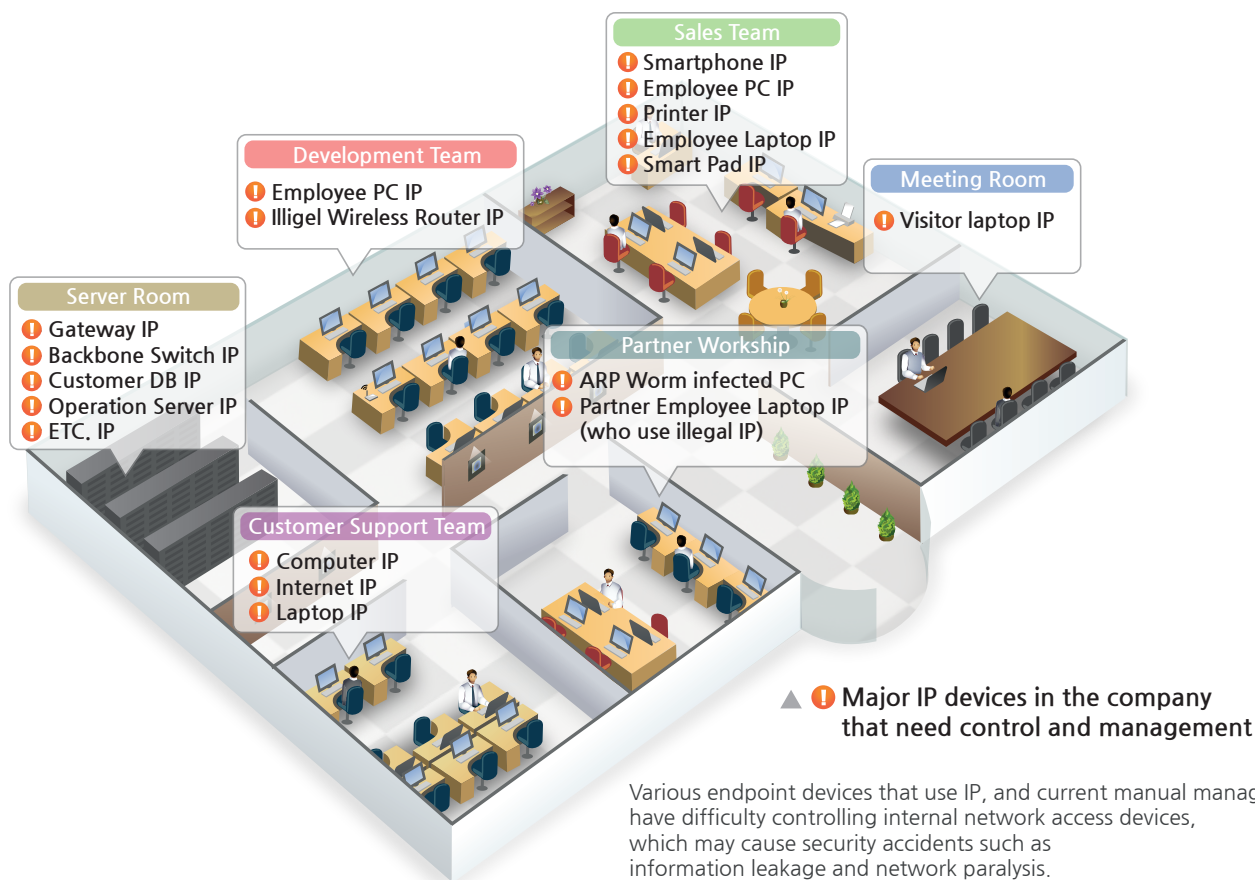 Sales Team
Smartphone IP
Employee PC IP
Printer IP
Employee Laptop IP
Smart Pad IP
Development Team
Employee PC IP
Illigel Wireless Router IP
Meeting Room
Visitor laptop IP
Server Room
Gateway IP
Backbone Switch IP
Customer DB IP
Operation Server IP
ETC. IP
Partner Workship
ARP Worm infected PC
Partner Employee Laptop IP
(who use illegal IP)
Customer Support Team
Computer IP
Internet IP
Laptop IP
Major IP devices in the company
that need control and management
Various endpoint devices that use IP, and current manual manag
have difficulty controlling internal network access devices,
which may cause security accidents such as
information leakage and network paralysis.